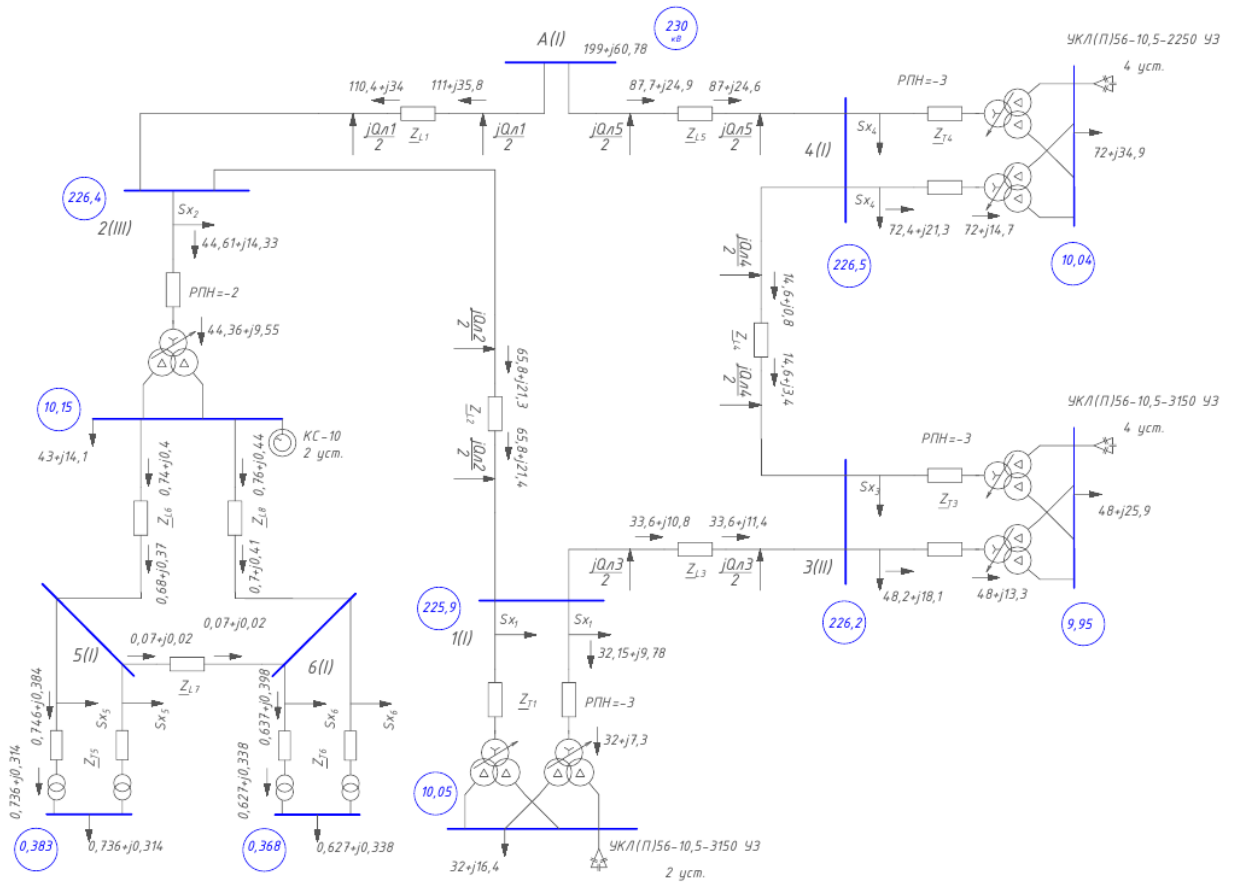 230
кВ
А(I)
199+j60,78
УКЛ(П)56-10,5-2250 УЗ
4 уст.
110,4+j34
111+j35,8
87,7+j24,9
87+j24,6
РПН=-3
Z_L1
Z_L5
Z_T4
jQл1
2
jQл1
2
jQл5
2
jQл5
2
Sx4
4(I)
72+j34,9
226,4
Sx2
2(III)
44,61+j14,33
Sx4
72,4+j21,3
72+j14,7
226,5
10,04
РПН=-2
jQл4
2
14,6+j0,8
44,36+j9,55
jQл2
2
65,8+j21,3
Z_L4
jQл4
2
14,6+j3,4
Z_L2
10,15
65,8+j21,4
jQл2
2
УКЛ(П)56-10,5-3150 УЗ
4 уст.
КС-10
2 уст.
43+j14,1
0,74+j0,4
0,76+j0,44
РПН=-3
Sx3
Z_T3
48+j25,9
Z_L6
Z_L8
33,6+j10,8
33,6+j11,4
Z_L3
jQл3
2
jQл3
2
3(II)
0,68+j0,37
0,7+j0,41
48,2+j18,1
48+j13,3
225,9
226,2
9,95
Sx1
Sx1
1(I)
0,07+j0,02
0,07+j0,02
32,15+j9,78
5(I)
Z_L7
6(I)
Z_T1
РПН=-3
0,746+j0,384
Sx5
Sx5
0,637+j0,398
Sx6
Sx6
Z_T5
Z_T6
32+j7,3
0,736+j0,314
0,627+j0,338
10,05
0,383
0,736+j0,314
0,368
0,627+j0,338
32+j16,4
УКЛ(П)56-10,5-3150 УЗ
2 уст.